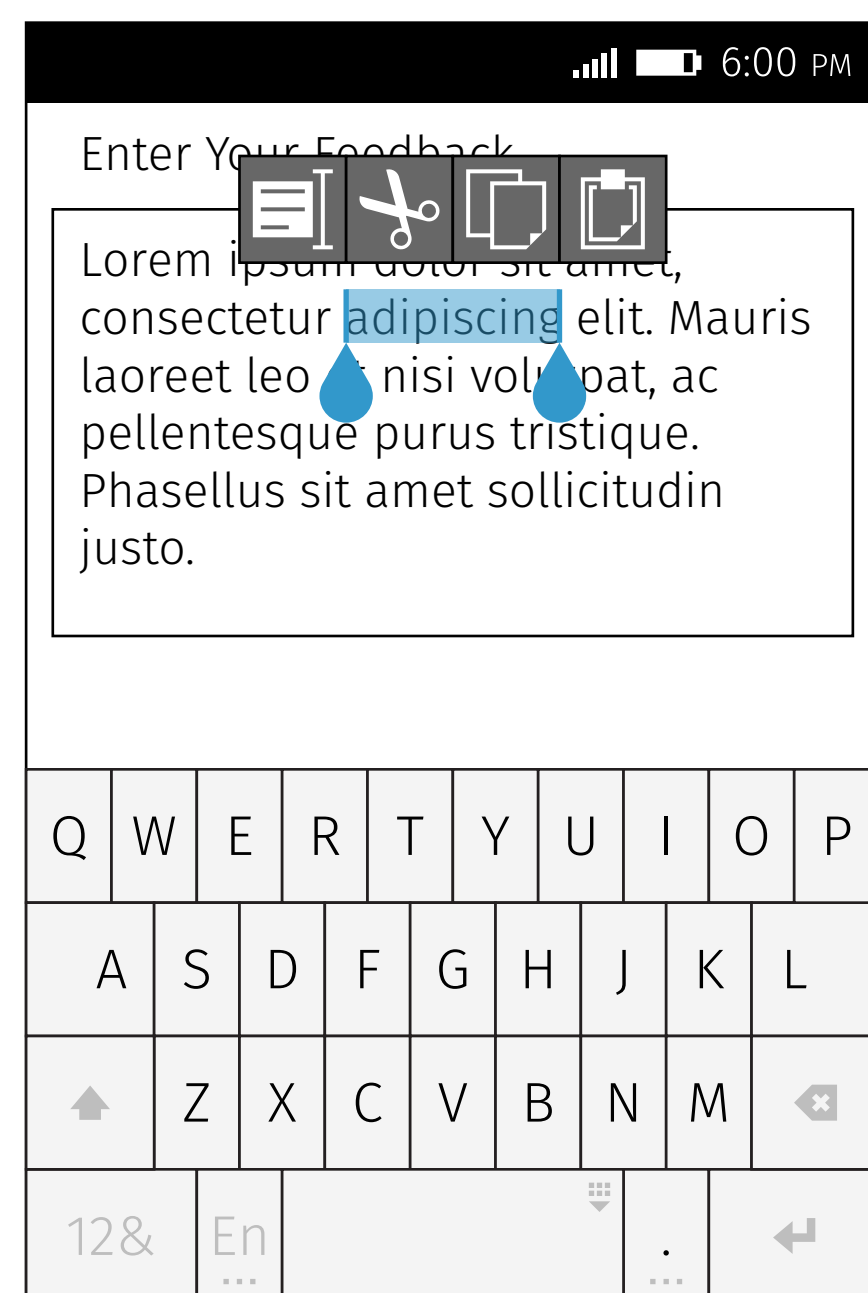 6:00 PM
Enter Your Feedback
Lorem ipsum dolor sit amet,
consectetur adipiscing elit. Mauris
laoreet leo nisi volutpat, ac
pellentesque purus tristique.
Phasellus sit amet sollicitudin
justo.
Q W E R T Y U I O P
A S D F G H J K L
Z X C V B N M
12& En .